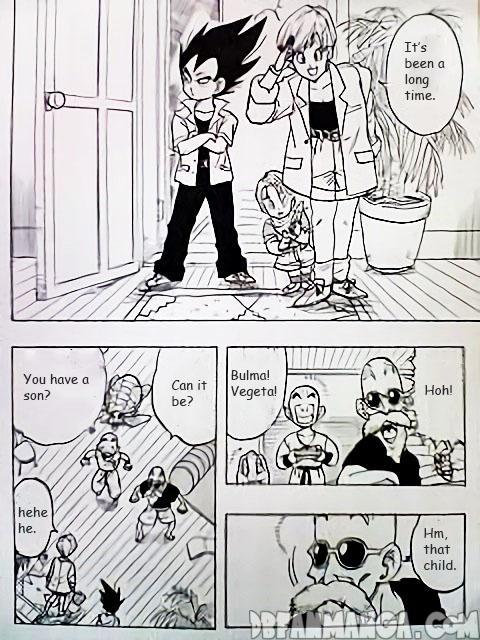 It's
been a
long
time.
Bulma!
Vegeta!
Hoh!
Hm,
that
child.
Can it
be?
You have a
son?
hehe
he.
DBFANMANGA.COM